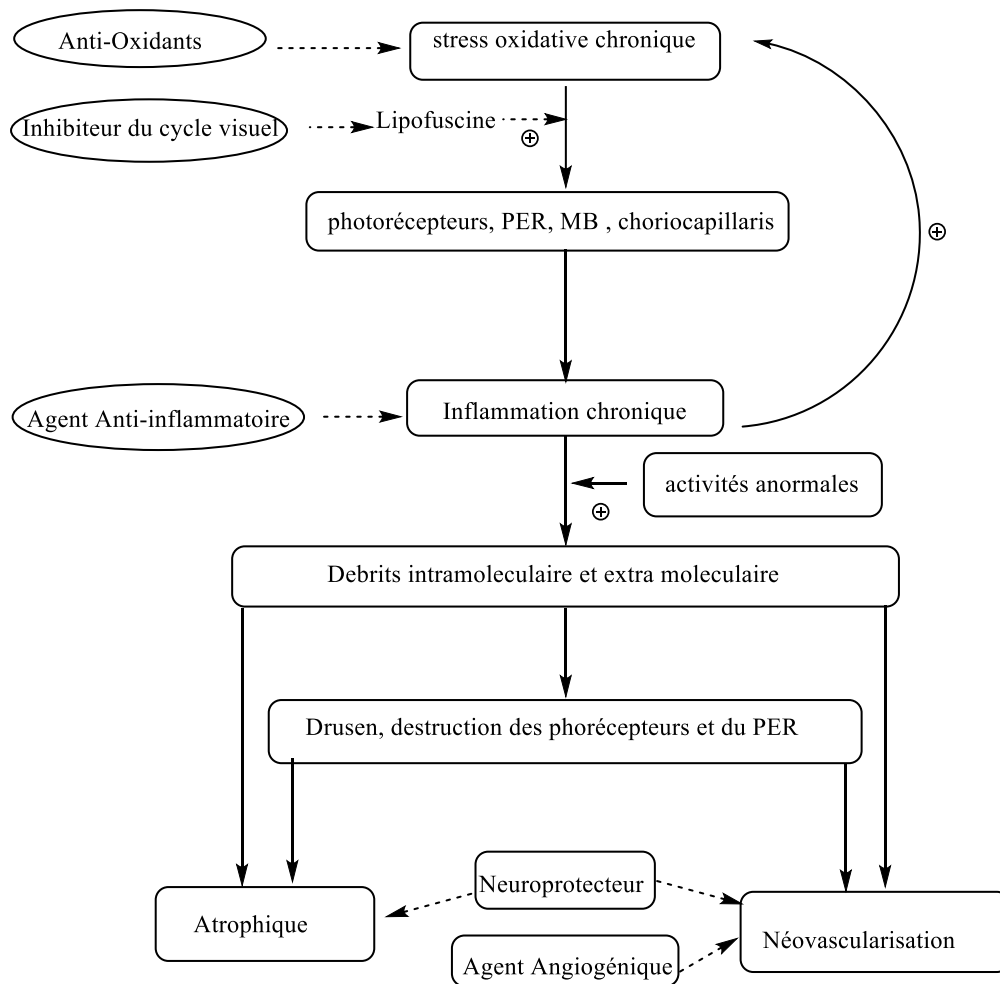 Anti-Oxidants
stress oxidative chronique
Inhibiteur du cycle visuel
Lipofuscine
photorécepteurs, PER, MB , choriocapillaris
Agent Anti-inflammatoire
Inflammation chronique
activités anormales
Debrits intramoleculaire et extra moleculaire
Drusen, destruction des phorécepteurs et du PER
Neuroprotecteur
Atrophique
Néovascularisation
Agent Angiogénique